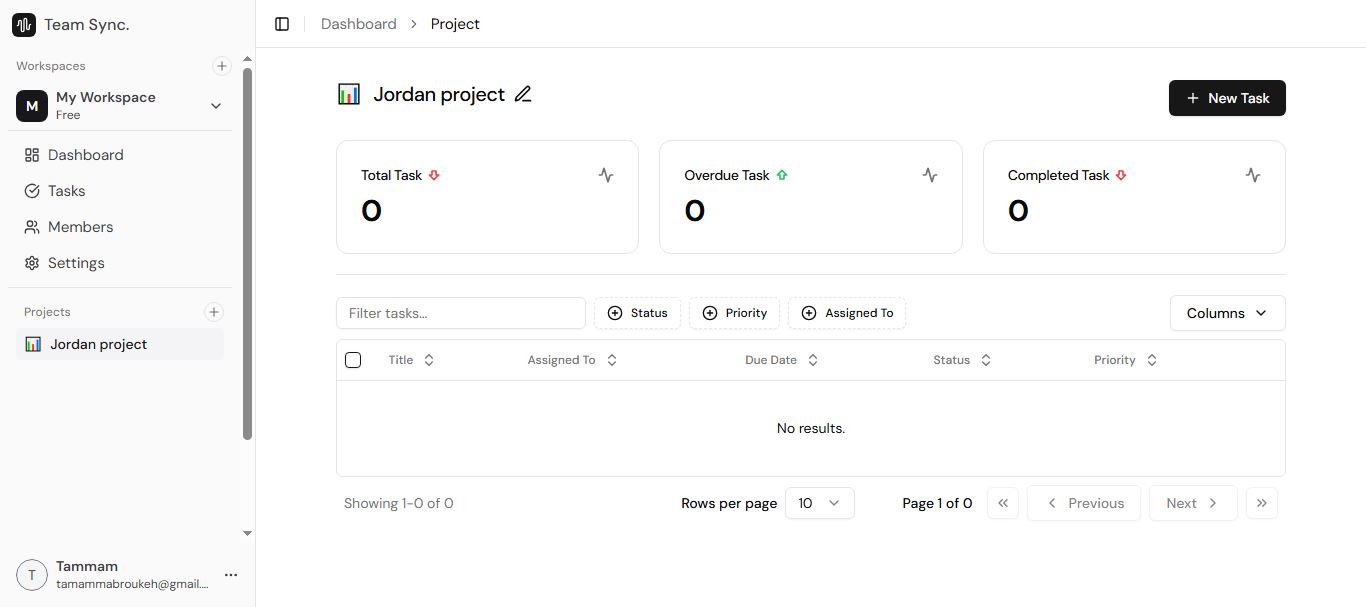 Team Sync.
Dashboard
Project
Workspaces
M
My Workspace
Free
Dashboard
Tasks
Members
Settings
Projects
Jordan project
T
Tammam
tamammabroukeh@gmail....
Jordan project
New Task
Total Task
0
Overdue Task
0
Completed Task
0
Filter tasks...
Status
Priority
Assigned To
Columns
Title
Assigned To
Due Date
Status
Priority
No results.
Showing 1-0 of 0
Rows per page
10
Page 1 of 0
Previous
Next